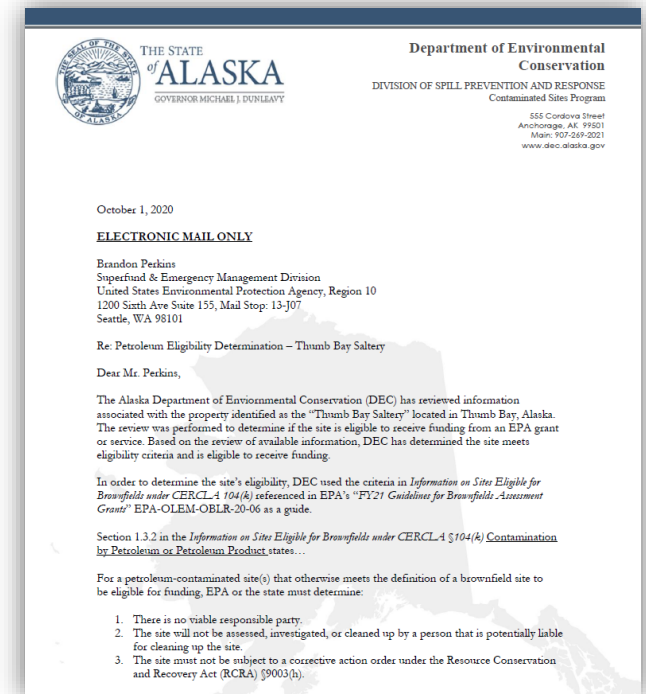 THE SEAL OF THE STATE
OF ALASKA
THE STATE
of ALASKA
GOVERNOR MICHAEL J. DUNLEAVY
Department of Environmental
Conservation
DIVISION OF SPILL PREVENTION AND RESPONSE
Contaminated Sites Program
555 Cordova Street
Anchorage, AK 99501
Main: 907-269-2021
www.dec.alaska.gov
October 1, 2020
ELECTRONIC MAIL ONLY
Brandon Perkins
Superfund & Emergency Management Division
United States Environmental Protection Agency, Region 10
1200 Sixth Ave Suite 155, Mail Stop: 13-J07
Seattle, WA 98101
Re: Petroleum Eligibility Determination – Thumb Bay Saltery
Dear Mr. Perkins,
The Alaska Department of Enviornmental Conservation (DEC) has reviewed information
associated with the property identified as the “Thumb Bay Saltery” located in Thumb Bay, Alaska.
The review was performed to determine if the site is eligible to receive funding from an EPA grant
or service. Based on the review of available information, DEC has determined the site meets
eligibility criteria and is eligible to receive funding.
In order to determine the site’s eligibility, DEC used the criteria in Information on Sites Eligible for
Brownfields under CERCLA 104(k) referenced in EPA’s “FY21 Guidelines for Brownfields Assessment
Grants” EPA-OLEM-OBLR-20-06 as a guide.
Section 1.3.2 in the Information on Sites Eligible for Brownfields under CERCLA §104(k) Contamination
by Petroleum or Petroleum Product states…
For a petroleum-contaminated site(s) that otherwise meets the definition of a brownfield site to
be eligible for funding, EPA or the state must determine:
1. There is no viable responsible party.
2. The site will not be assessed, investigated, or cleaned up by a person that is potentially liable
for cleaning up the site.
3. The site must not be subject to a corrective action order under the Resource Conservation
and Recovery Act (RCRA) §9003(h).